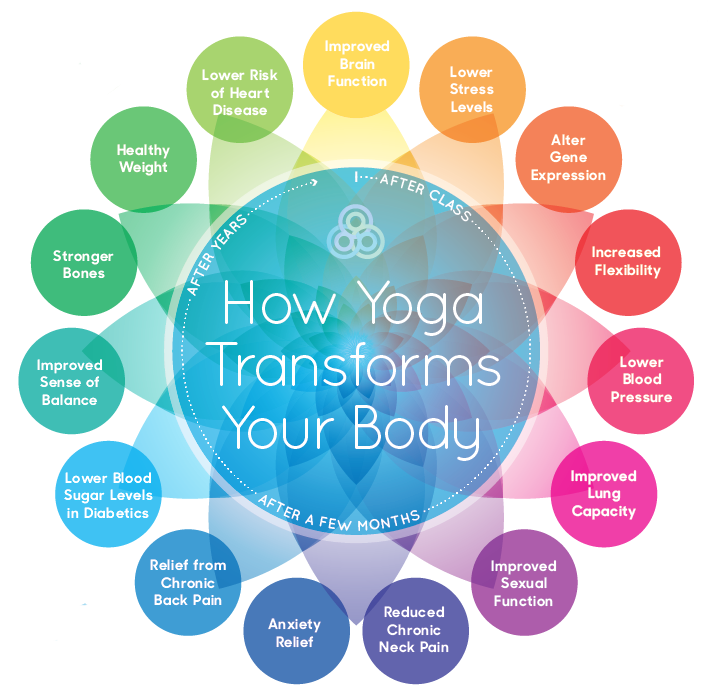 How Yoga
Transforms
Your Body
AFTER CLASS
AFTER A FEW MONTHS
AFTER YEARS
Improved
Brain
Function
Lower
Stress
Levels
Alter
Gene
Expression
Increased
Flexibility
Lower
Blood
Pressure
Improved
Lung
Capacity
Improved
Sexual
Function
Reduced
Chronic
Neck Pain
Anxiety
Relief
Relief from
Chronic
Back Pain
Lower Blood
Sugar Levels
in Diabetics
Improved
Sense of
Balance
Stronger
Bones
Healthy
Weight
Lower Risk
of Heart
Disease